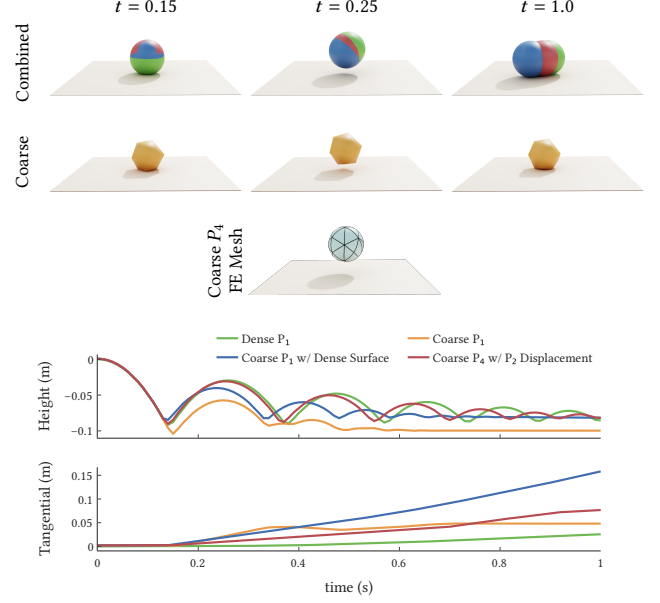 t = 0.15 t = 0.25 t = 1.0
Combined
Coarse
Coarse P₄
FE Mesh
Dense P₁ Coarse P₁
Coarse P₁ w/ Dense Surface Coarse P₄ w/ P₂ Displacement
Height (m)
0
−0.05
−0.1
Tangential (m)
0.15
0.1
0.05
0
0 0.2 0.4 0.6 0.8 1
time (s)